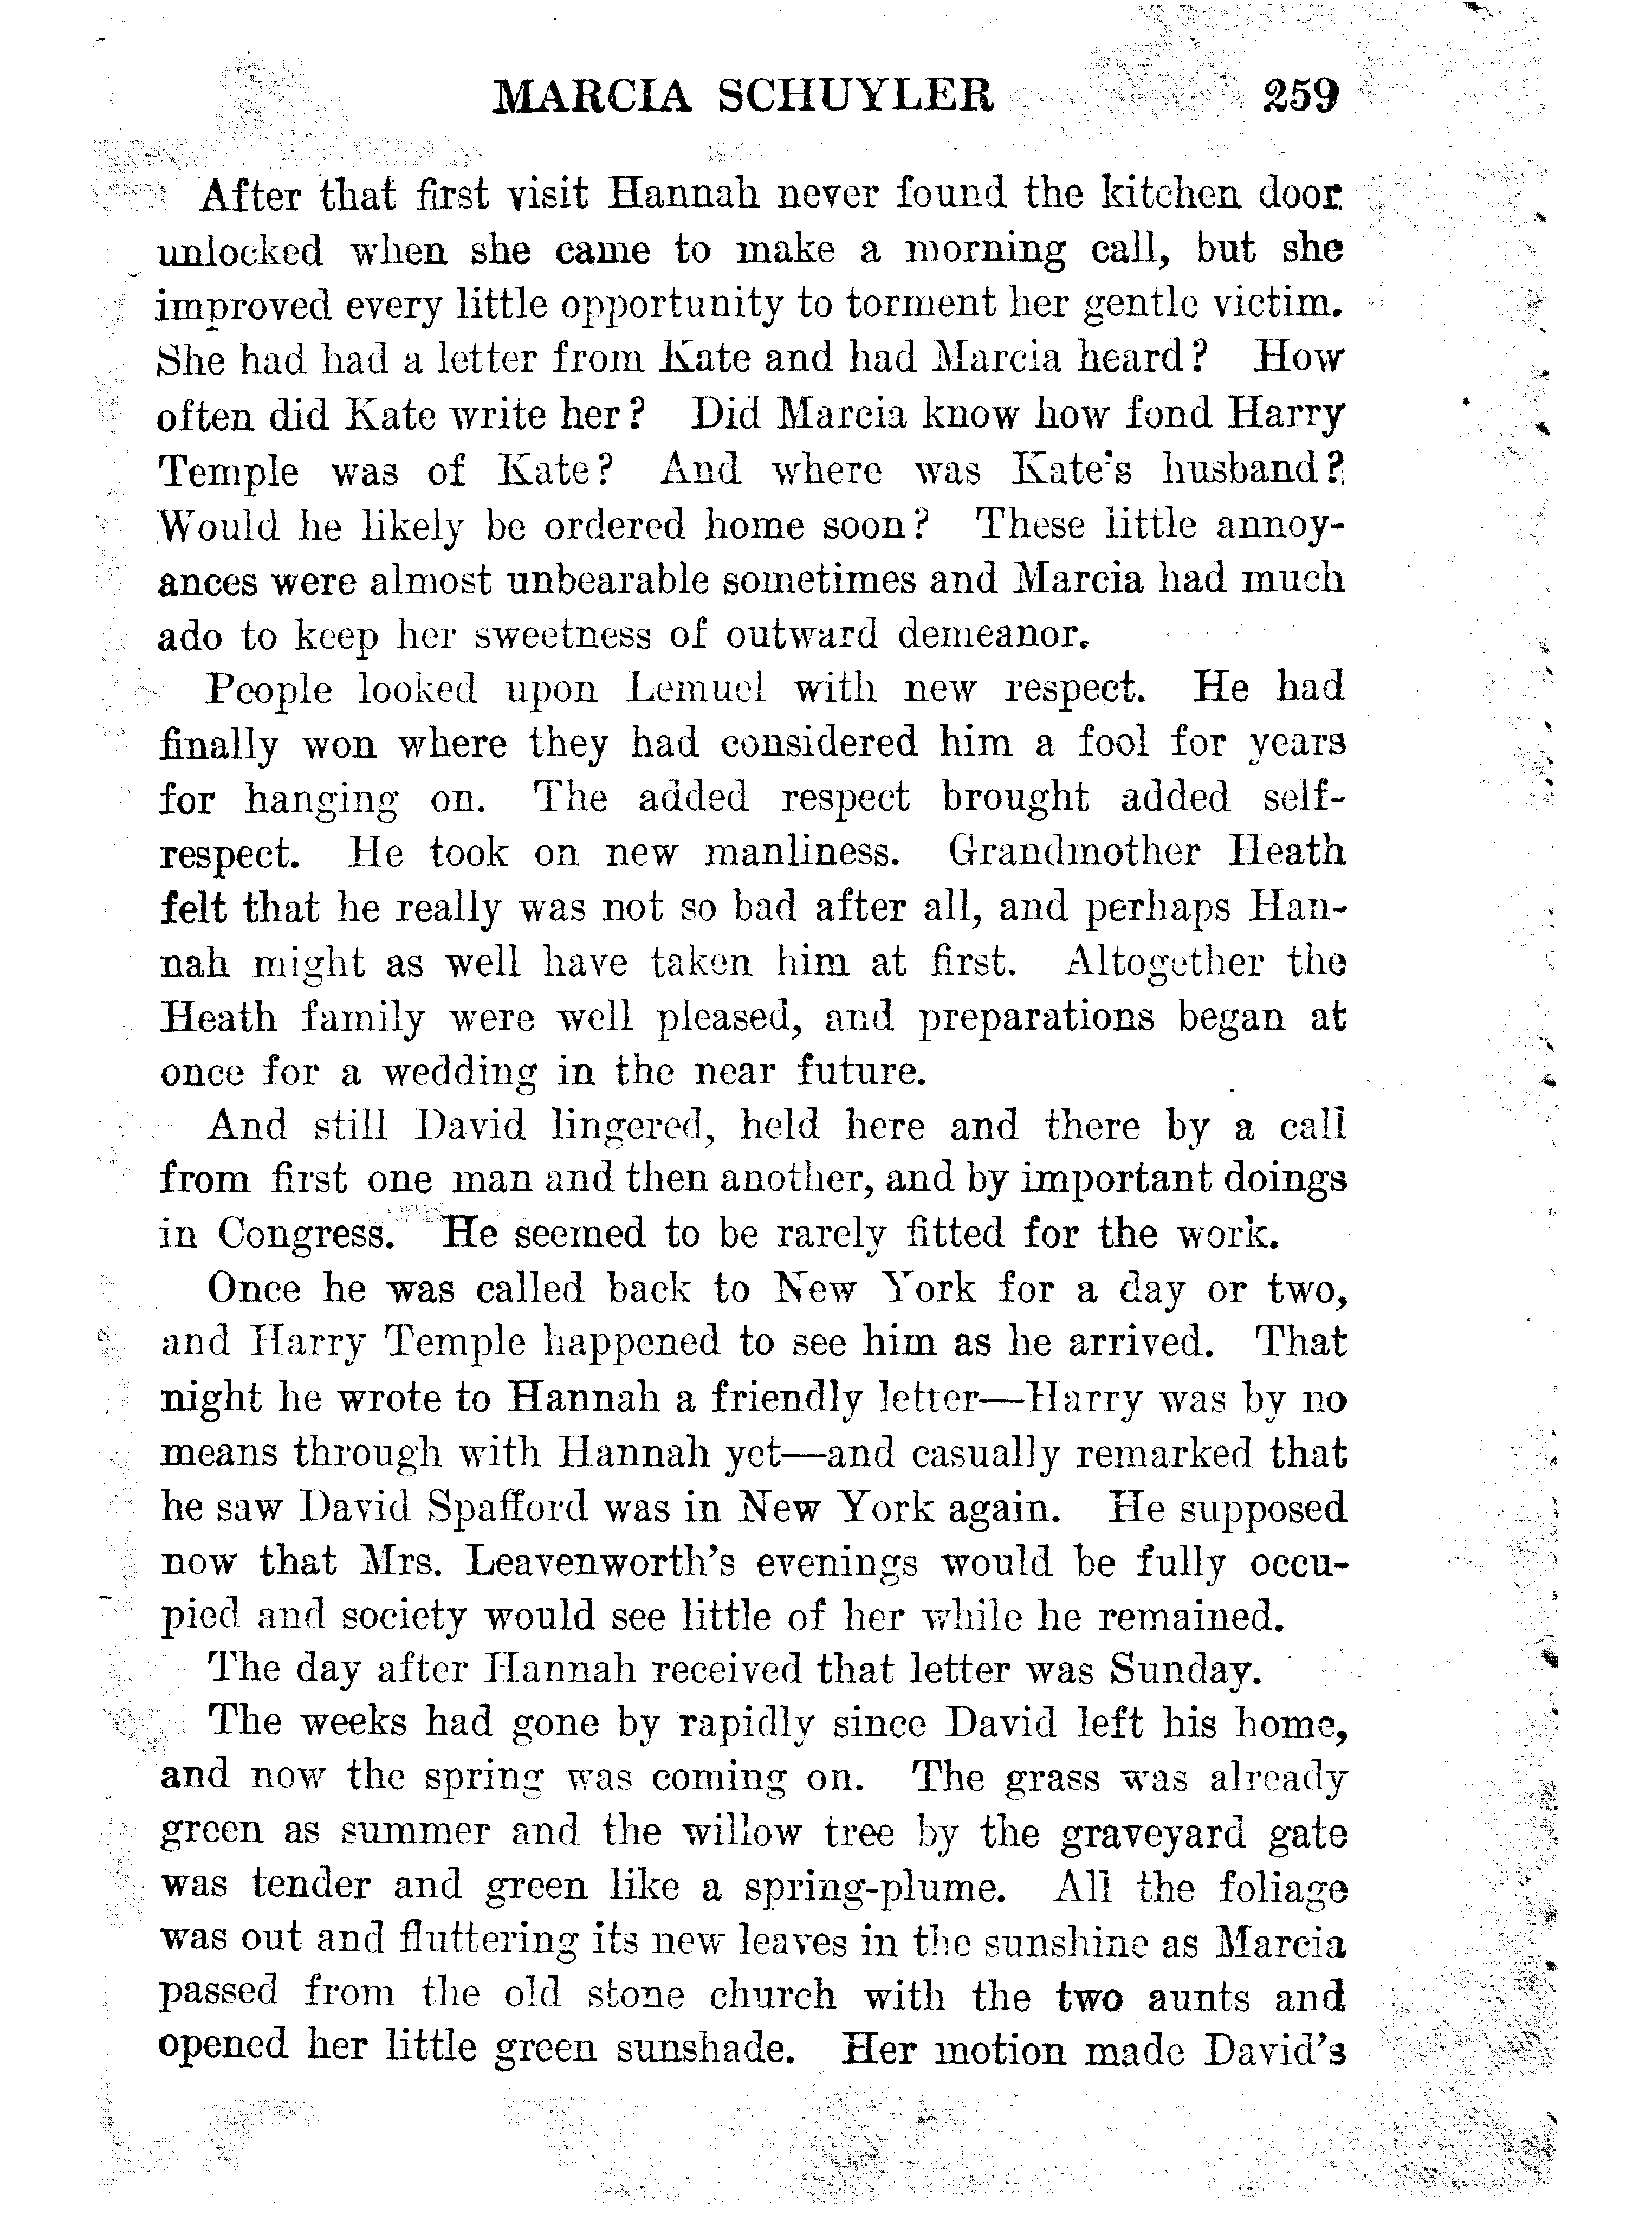 MARCIA SCHUYLER 259
After that first visit Hannah never found the kitchen door
unlocked when she came to make a morning call, but she
improved every little opportunity to torment her gentle victim.
She had had a letter from Kate and had Marcia heard? How
often did Kate write her? Did Marcia know how fond Harry
Temple was of Kate? And where was Kate's husband?
Would he likely be ordered home soon? These little annoy-
ances were almost unbearable sometimes and Marcia had much
ado to keep her sweetness of outward demeanor.
People looked upon Lemuel with new respect. He had
finally won where they had considered him a fool for years
for hanging on. The added respect brought added self-
respect. He took on new manliness. Grandmother Heath
felt that he really was not so bad after all, and perhaps Han-
nah might as well have taken him at first. Altogether the
Heath family were well pleased, and preparations began at
once for a wedding in the near future.
And still David lingered, held here and there by a call
from first one man and then another, and by important doings
in Congress. He seemed to be rarely fitted for the work.
Once he was called back to New York for a day or two,
and Harry Temple happened to see him as he arrived. That
night he wrote to Hannah a friendly letter—Harry was by no
means through with Hannah yet—and casually remarked that
he saw David Spafford was in New York again. He supposed
now that Mrs. Leavenworth's evenings would be fully occu-
pied and society would see little of her while he remained.
The day after Hannah received that letter was Sunday.
The weeks had gone by rapidly since David left his home,
and now the spring was coming on. The grass was already
green as summer and the willow tree by the graveyard gate
was tender and green like a spring-plume. All the foliage
was out and fluttering its new leaves in the sunshine as Marcia
passed from the old stone church with the two aunts and
opened her little green sunshade. Her motion made David's